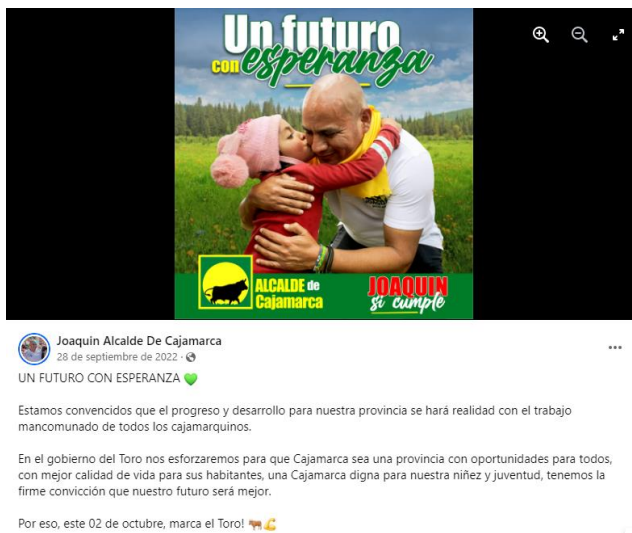 Un futuro
con esperanza
ALCALDE de
Cajamarca
JOAQUIN
Si cumple
Joaquin Alcalde De Cajamarca
28 de septiembre de 2022 ·
UN FUTURO CON ESPERANZA 💚
Estamos convencidos que el progreso y desarrollo para nuestra provincia se hará realidad con el trabajo
mancomunado de todos los cajamarquinos.
En el gobierno del Toro nos esforzaremos para que Cajamarca sea una provincia con oportunidades para todos,
con mejor calidad de vida para sus habitantes, una Cajamarca digna para nuestra niñez y juventud, tenemos la
firme convicción que nuestro futuro será mejor.
Por eso, este 02 de octubre, marca el Toro! 🐂💪